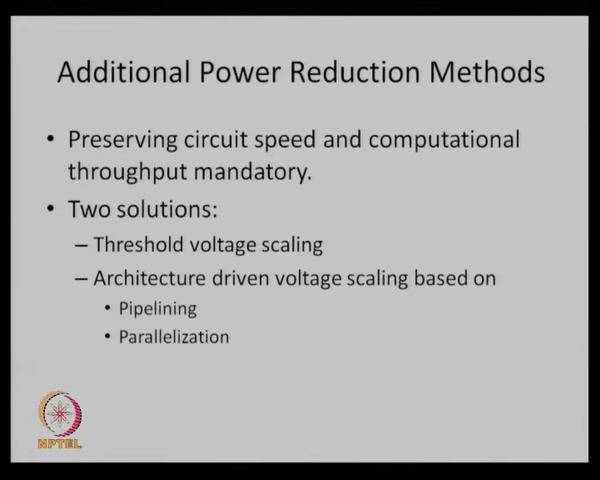 Additional Power Reduction Methods
• Preserving circuit speed and computational
throughput mandatory.
• Two solutions:
– Threshold voltage scaling
– Architecture driven voltage scaling based on
• Pipelining
• Parallelization
NPTEL